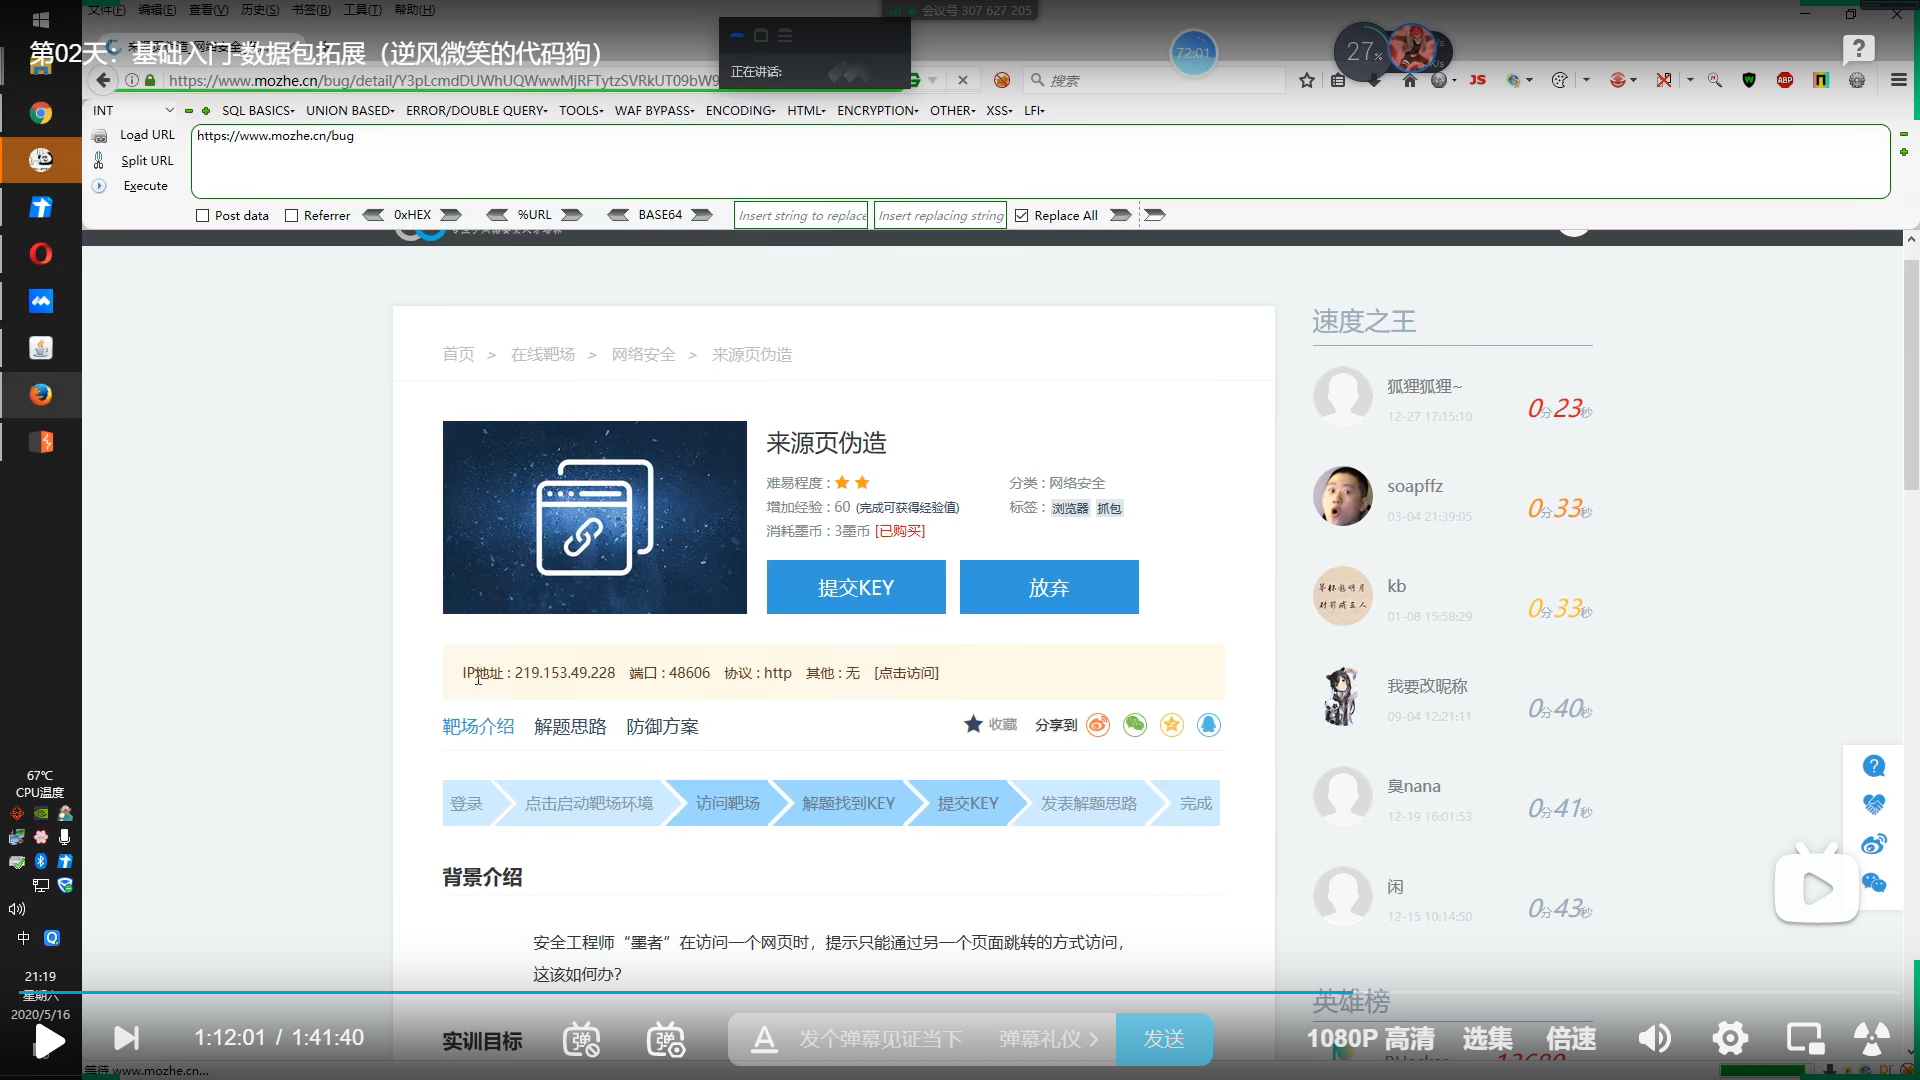 文件(F) 编辑(E) 查看(V) 历史(S) 书签(B) 工具(T) 帮助(H)
会议号 307 627 205
第02天：基础入门-数据包拓展（逆风微笑的代码狗）
正在讲话:
72:01
27%
https://www.mozhe.cn/bug/detail/Y3pLcmdDUWhUQWwwMjRFTytzSVRkUT09bW9
搜索
INT
SQL BASICS UNION BASED ERROR/DOUBLE QUERY TOOLS WAF BYPASS ENCODING HTML ENCRYPTION OTHER XSS LFI
Load URL
https://www.mozhe.cn/bug
Split URL
Execute
Post data Referrer 0xHEX %URL BASE64 Insert string to replace Insert replacing string Replace All
首页 > 在线靶场 > 网络安全 > 来源页伪造
来源页伪造
难易程度 :
分类 : 网络安全
增加经验 : 60 (完成可获得经验值)
标签 : 浏览器 抓包
消耗墨币 : 3墨币 [已购买]
提交KEY 放弃
IP地址 : 219.153.49.228 端口 : 48606 协议 : http 其他 : 无 [点击访问]
靶场介绍 解题思路 防御方案
收藏 分享到
登录 点击启动靶场环境 访问靶场 解题找到KEY 提交KEY 发表解题思路 完成
背景介绍
安全工程师“墨者”在访问一个网页时，提示只能通过另一个页面跳转的方式访问，
这该如何办?
实训目标
速度之王
狐狸狐狸~
12-27 17:15:10
0分23秒
soapffz
03-04 21:39:05
0分33秒
kb
01-08 15:58:29
0分33秒
我要改昵称
09-04 12:21:11
0分40秒
臭nana
12-19 16:01:53
0分41秒
闲
12-15 10:14:50
0分43秒
英雄榜
67℃
CPU温度
中
21:19
星期六
2020/5/16
1:12:01 / 1:41:40
发个弹幕见证当下 弹幕礼仪 > 发送
1080P 高清 选集 倍速
等待 www.mozhe.cn...